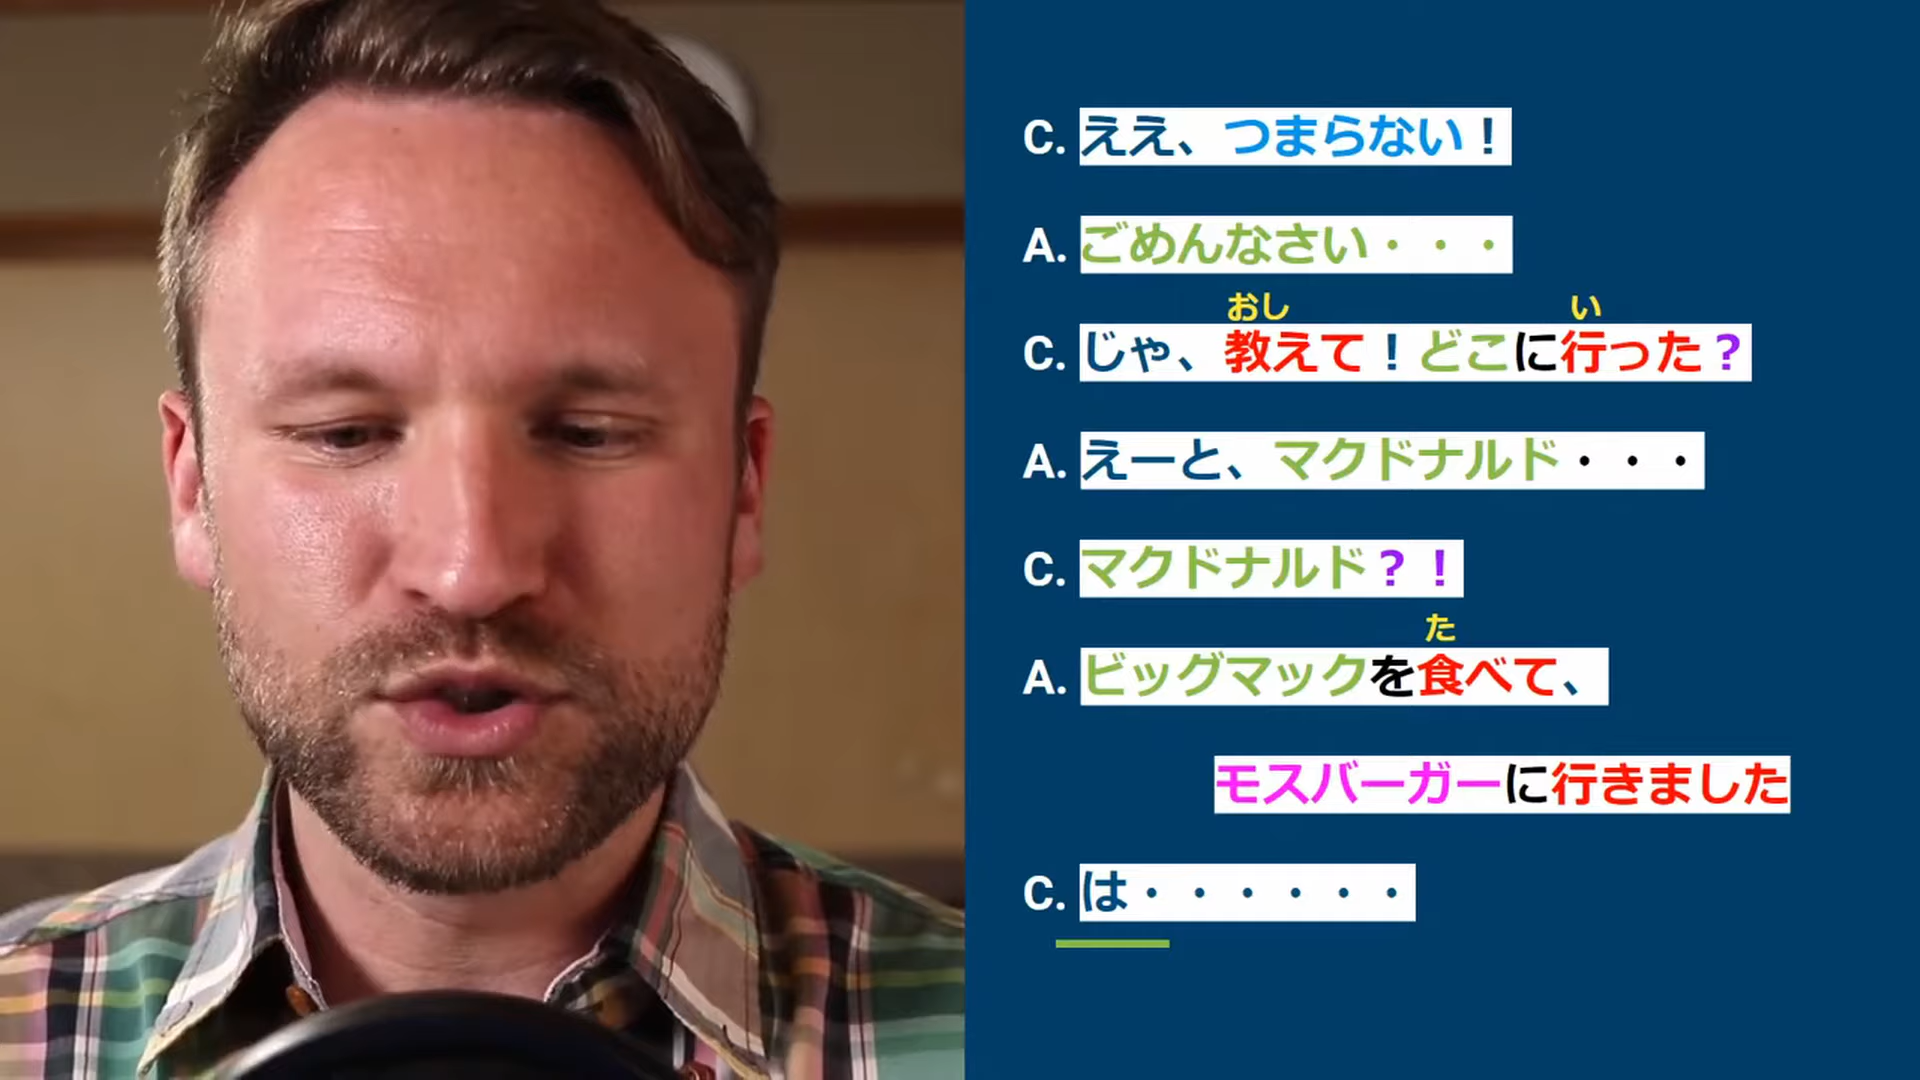 C. ええ、つまらない！
A. ごめんなさい・・・
おし い
C. じゃ、教えて！どこに行った？
A. えーと、マクドナルド・・・
C. マクドナルド？！
た
A. ビッグマックを食べて、
モスバーガーに行きました
C. は・・・・・・